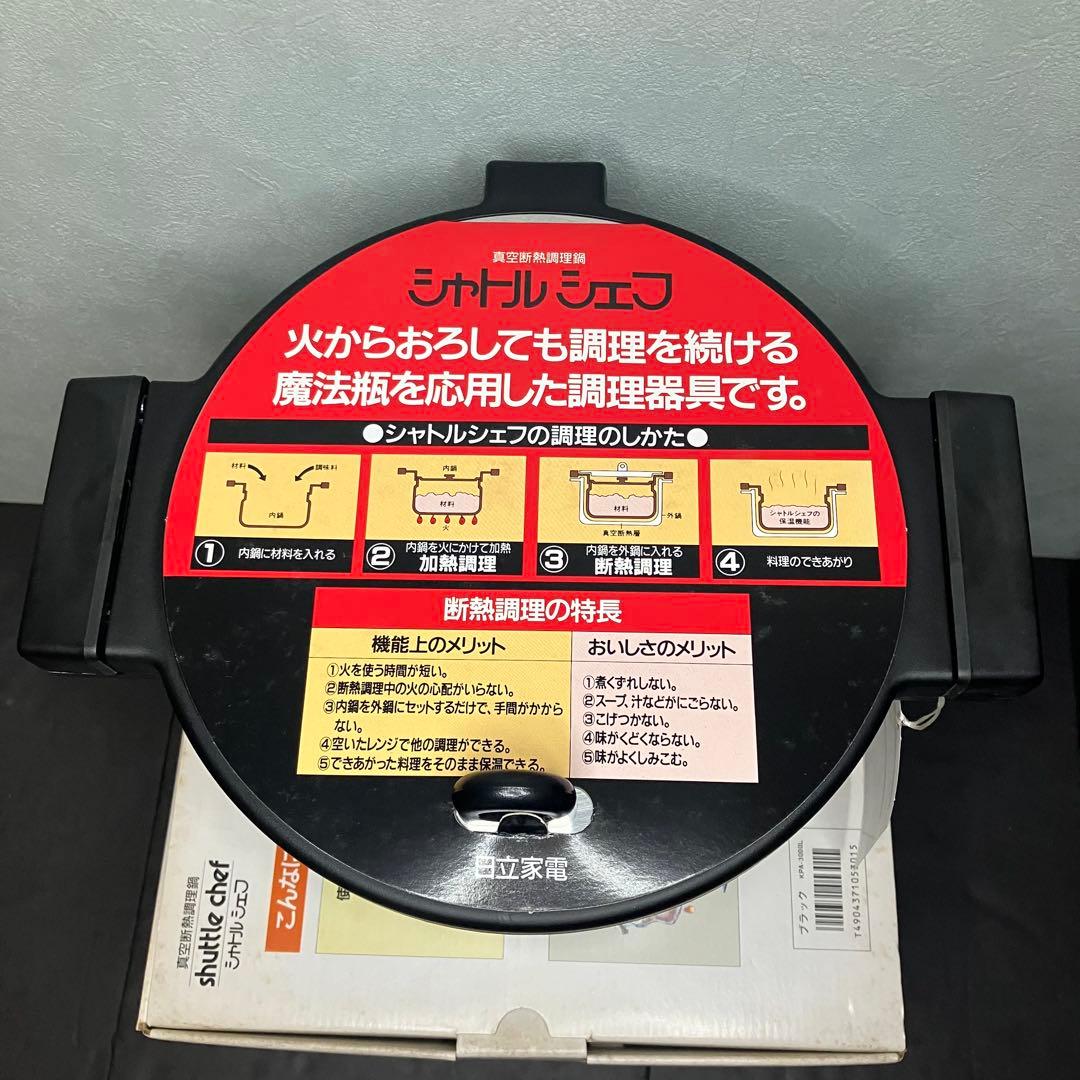 真空断熱調理鍋
シャトルシェフ
火からおろしても調理を続ける
魔法瓶を応用した調理器具です。
●シャトルシェフの調理のしかた●
材料
調味料
内鍋
① 内鍋に材料を入れる
内鍋
材料
火
② 内鍋を火にかけて加熱
加熱調理
材料
外鍋
真空断熱層
③ 内鍋を外鍋に入れる
断熱調理
シャトルシェフの
保温機能
④ 料理のできあがり
断熱調理の特長
機能上のメリット
①火を使う時間が短い。
②断熱調理中の火の心配がいらない。
③内鍋を外鍋にセットするだけで、手間がかから
ない。
④空いたレンジで他の調理ができる。
⑤できあがった料理をそのまま保温できる。
おいしさのメリット
①煮くずれしない。
②スープ、汁などがにごらない。
③こげつかない。
④味がくどくならない。
⑤味がよくしみこむ。
日立家電
真空断熱調理鍋
shuttle chef
シャトルシェフ
こんなに
ブラック KPA-3000L
T4904371053015